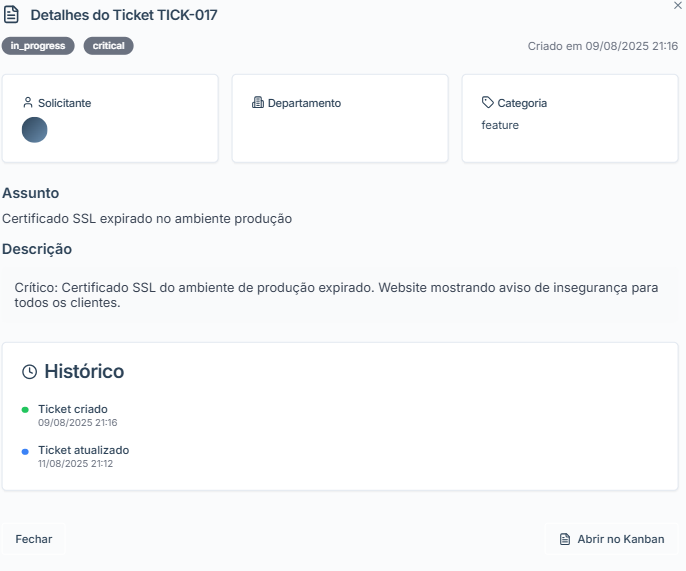 Detalhes do Ticket TICK-017
in_progress
critical
Criado em 09/08/2025 21:16
Solicitante
Departamento
Categoria
feature
Assunto
Certificado SSL expirado no ambiente produção
Descrição
Crítico: Certificado SSL do ambiente de produção expirado. Website mostrando aviso de insegurança para
todos os clientes.
Histórico
Ticket criado
09/08/2025 21:16
Ticket atualizado
11/08/2025 21:12
Fechar
Abrir no Kanban